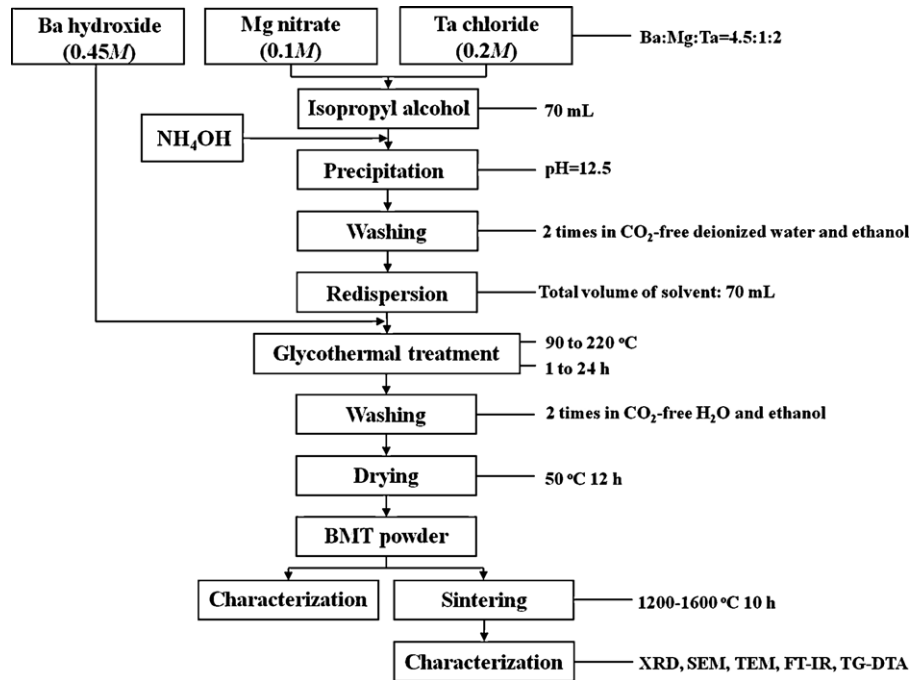 Ba hydroxide
(0.45M)
Mg nitrate
(0.1M)
Ta chloride
(0.2M)
Ba:Mg:Ta=4.5:1:2
Isopropyl alcohol
70 mL
NH₄OH
Precipitation
pH=12.5
Washing
2 times in CO₂-free deionized water and ethanol
Redispersion
Total volume of solvent: 70 mL
Glycothermal treatment
90 to 220 °C
1 to 24 h
Washing
2 times in CO₂-free H₂O and ethanol
Drying
50 °C 12 h
BMT powder
Characterization
Sintering
1200-1600 °C 10 h
Characterization
XRD, SEM, TEM, FT-IR, TG-DTA